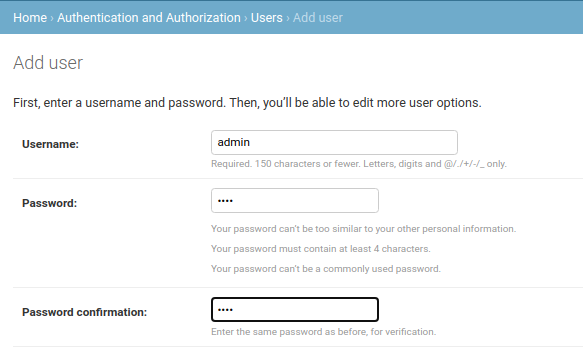 Home › Authentication and Authorization › Users › Add user
Add user
First, enter a username and password. Then, you'll be able to edit more user options.
Username: admin
Required. 150 characters or fewer. Letters, digits and @/./+/-/_ only.
Password: ••••
Your password can't be too similar to your other personal information.
Your password must contain at least 4 characters.
Your password can't be a commonly used password.
Password confirmation: ••••
Enter the same password as before, for verification.